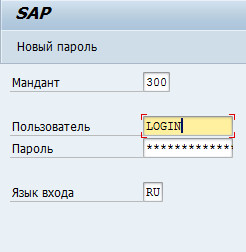 SAP
Новый пароль
Мандант 300
Пользователь LOGIN
Пароль *************
Язык входа RU